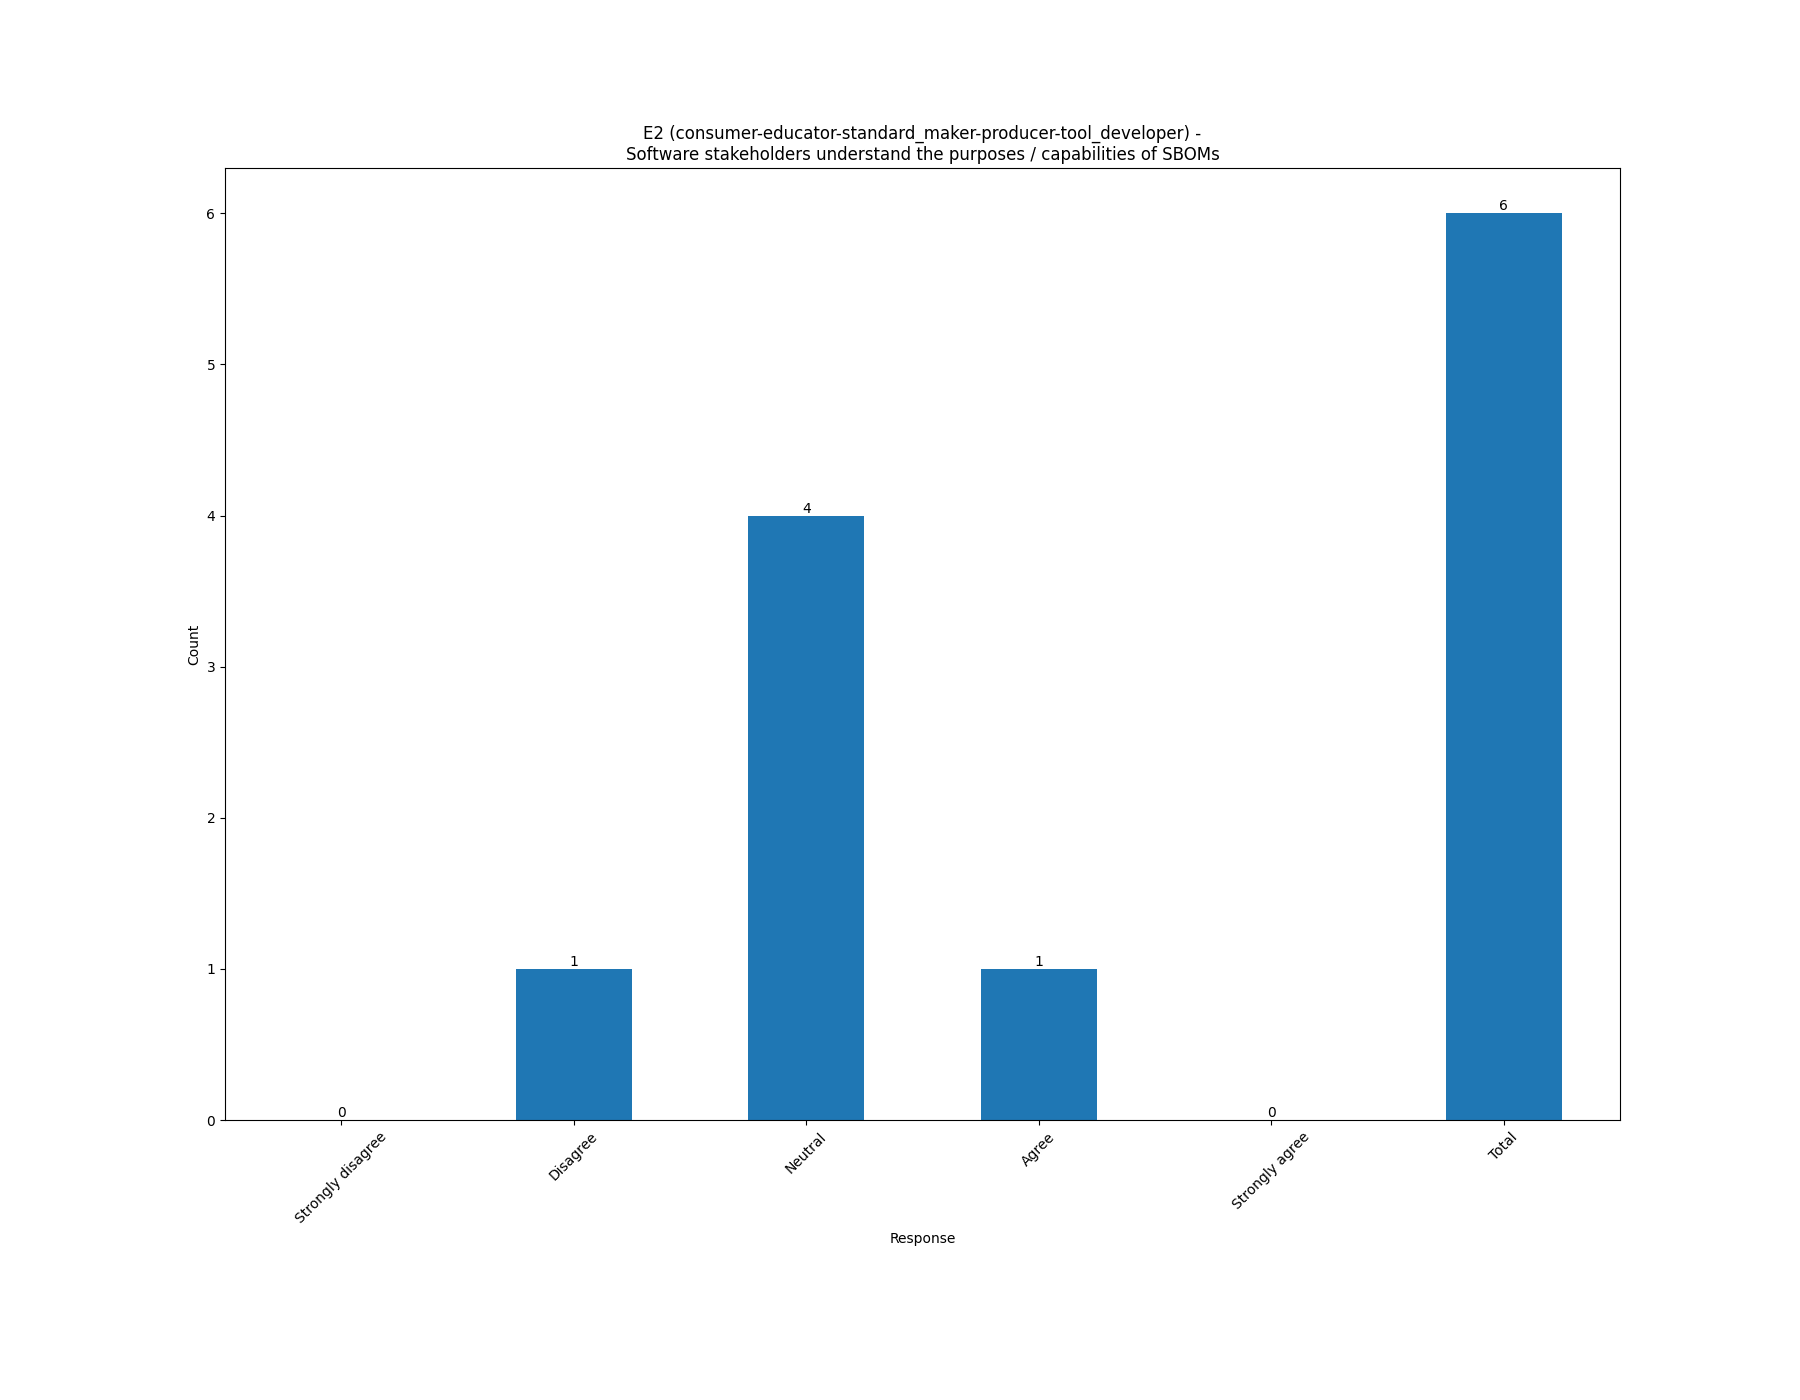 E2 (consumer-educator-standard_maker-producer-tool_developer) -
Software stakeholders understand the purposes / capabilities of SBOMs
6
5
4
3
2
1
0
Count
0
1
4
1
0
6
Strongly disagree
Disagree
Neutral
Agree
Strongly agree
Total
Response